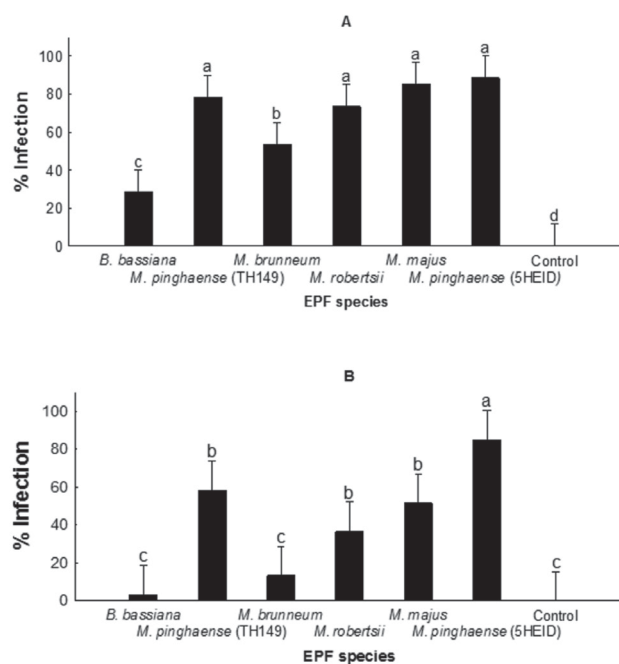 A
% Infection
100
80
60
40
20
0
c
a
b
a
a
a
d
B. bassiana
M. brunneum
M. majus
Control
M. pinghaense (TH149)
M. robertsii
M. pinghaense (5HEID)
EPF species
B
% Infection
100
80
60
40
20
0
c
b
c
b
b
a
c
B. bassiana
M. brunneum
M. majus
Control
M. pinghaense (TH149)
M. robertsii
M. pinghaense (5HEID)
EPF species